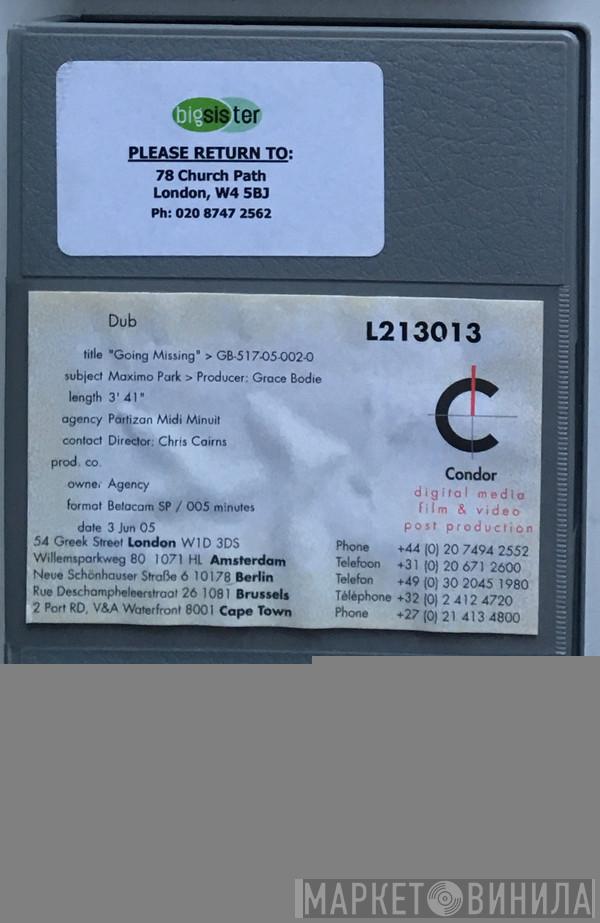 bigsister
PLEASE RETURN TO:
78 Church Path
London, W4 5BJ
Ph: 020 8747 2562
Dub
L213013
title "Going Missing" > GB-517-05-002-0
subject Maximo Park > Producer: Grace Bodie
length 3' 41"
agency Partizan Midi Minuit
contact Director: Chris Cairns
prod. co.
owner Agency
format Betacam SP / 005 minutes
date 3 Jun 05
Condor
digital media
film & video
post production
54 Greek Street London W1D 3DS Phone +44 (0) 20 7494 2552
Willemsparkweg 80 1071 HL Amsterdam Telefoon +31 (0) 20 671 2600
Neue Schönhauser Straße 6 10178 Berlin Telefon +49 (0) 30 2045 1980
Rue Deschampheleerstraat 26 1081 Brussels Téléphone +32 (0) 2 412 4720
2 Port RD, V&A Waterfront 8001 Cape Town Phone +27 (0) 21 413 4800
МАРКЕТ ВИНИЛА